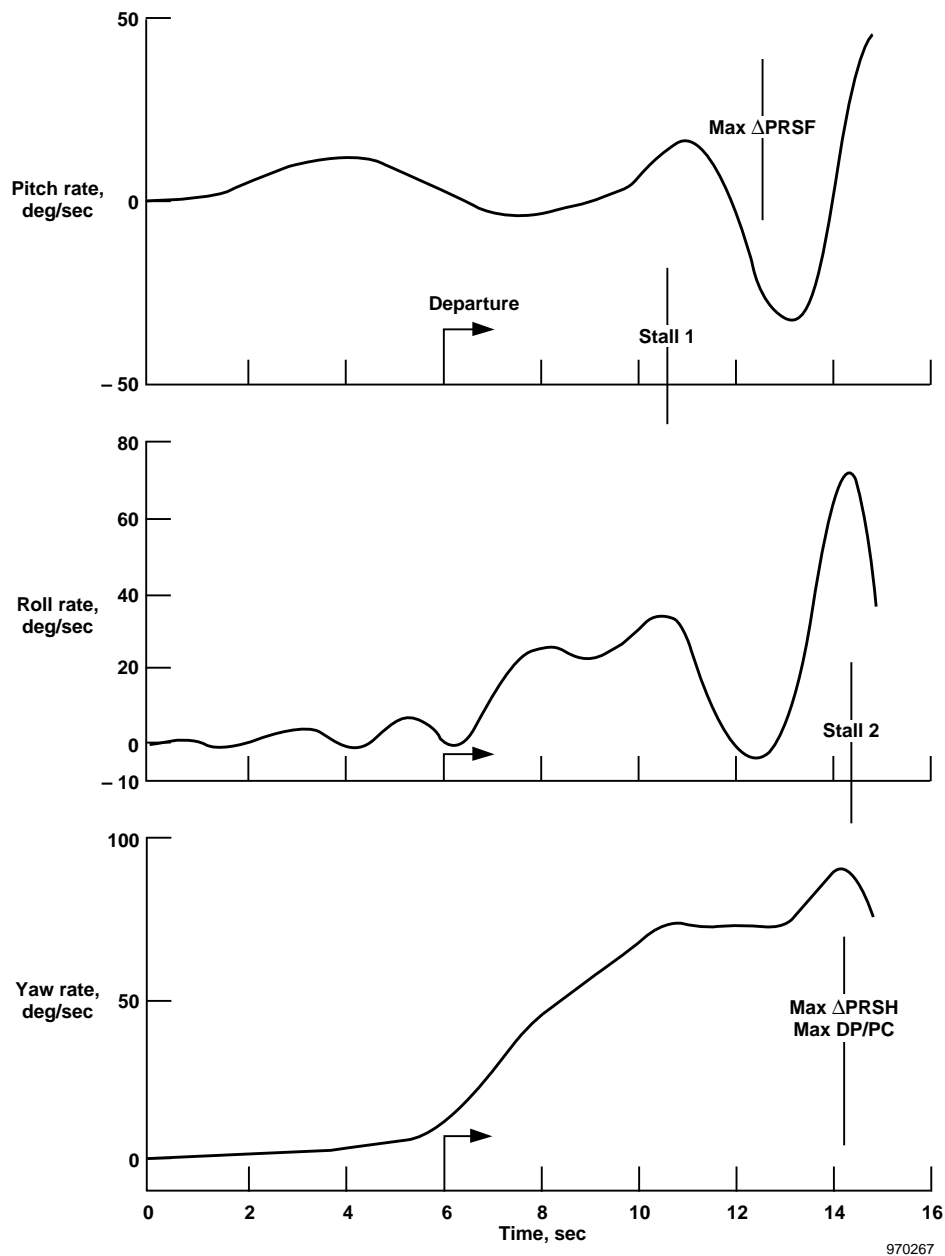 50
Max ΔPRSF
Pitch rate,
deg/sec
0
Departure
Stall 1
– 50
80
60
40
Roll rate,
deg/sec
20
0
Stall 2
– 10
100
Yaw rate,
deg/sec
50
Max ΔPRSH
Max DP/PC
0
0 2 4 6 8 10 12 14 16
Time, sec
970267